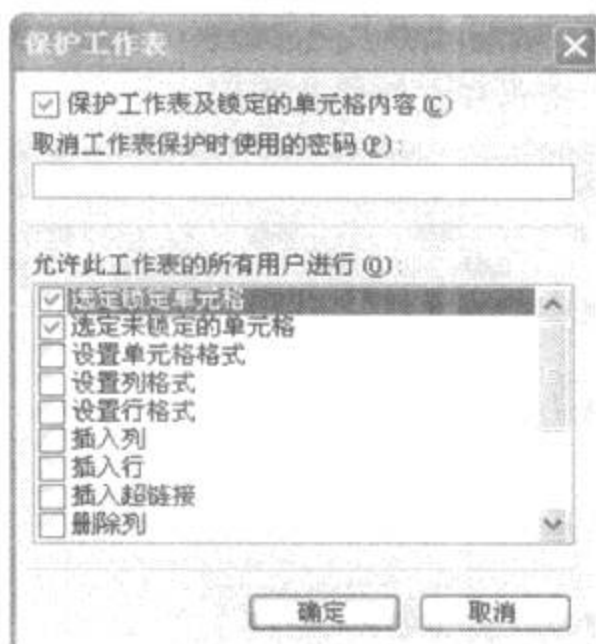 保护工作表
保护工作表及锁定的单元格内容(C)
取消工作表保护时使用的密码(P):
允许此工作表的所有用户进行(O):
选定锁定单元格
选定未锁定的单元格
设置单元格格式
设置列格式
设置行格式
插入列
插入行
插入超链接
删除列
确定 取消